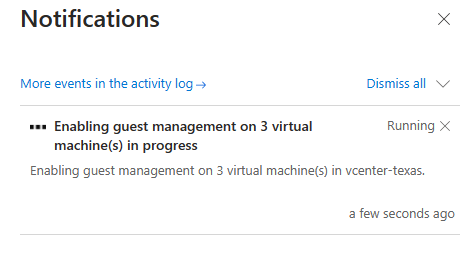 Notifications
More events in the activity log →
Dismiss all
Enabling guest management on 3 virtual
machine(s) in progress
Running
Enabling guest management on 3 virtual machine(s) in vcenter-texas.
a few seconds ago